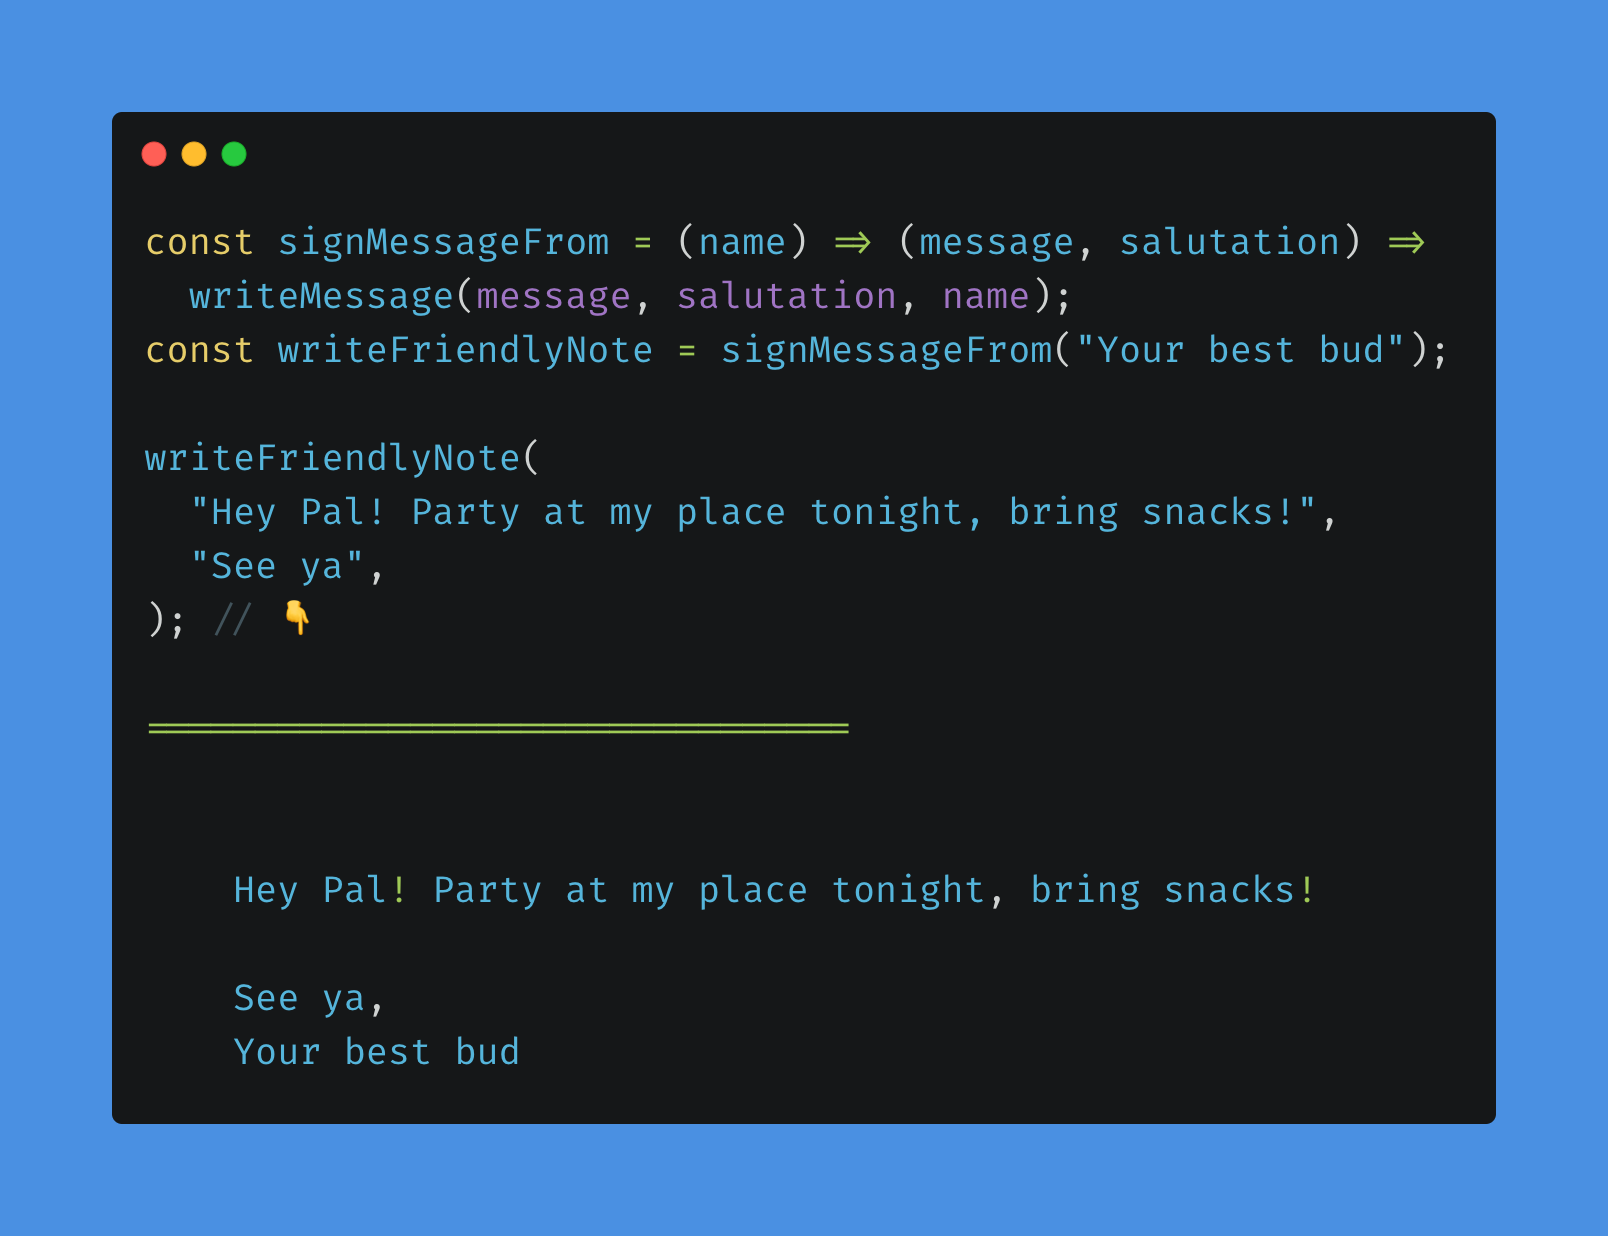 const signMessageFrom = (name) => (message, salutation) =>
  writeMessage(message, salutation, name);
const writeFriendlyNote = signMessageFrom("Your best bud");
writeFriendlyNote(
  "Hey Pal! Party at my place tonight, bring snacks!",
  "See ya",
); // 👇
================================
Hey Pal! Party at my place tonight, bring snacks!
See ya,
Your best bud